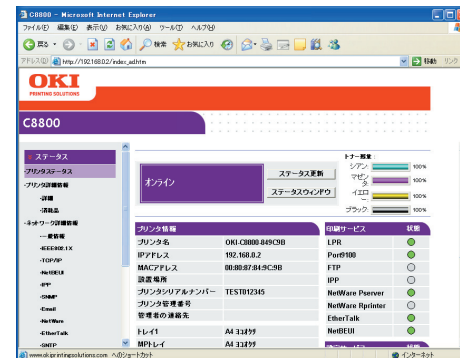 C8800 - Microsoft Internet Explorer
ファイル(F) 編集(E) 表示(V) お気に入り(A) ツール(T) ヘルプ(H)
戻る 検索 お気に入り
アドレス(D) http://192.168.0.2/index_ad.htm 移動 リンク
OKI
PRINTING SOLUTIONS
C8800
ステータス
-プリンタステータス
-プリンタ詳細情報
-詳細
-消耗品
-ネットワーク詳細情報
-一般情報
-IEEE802.1X
-TCP/IP
-NetBEUI
-IPP
-SNMP
-Email
-NetWare
-EtherTalk
-SNTP
オンライン
ステータス更新
ステータスウィンドウ
トナー残量:
シアン: 100%
マゼンタ: 100%
イエロー: 100%
ブラック: 100%
プリンタ情報
プリンタ名 OKI-C8800-849C9B
IPアドレス 192.168.0.2
MACアドレス 00:80:87:84:9C:9B
設置場所
プリンタシリアルナンバー TEST012345
プリンタ管理番号
管理者の連絡先
トレイ1 A4 ヨコオクリ
MPトレイ A4 ヨコオクリ
印刷サービス 状態
LPR
Port9100
FTP
IPP
NetWare Pserver
NetWare Rprinter
EtherTalk
NetBEUI
www.okiprintingsolutions.com へのショートカット インターネット